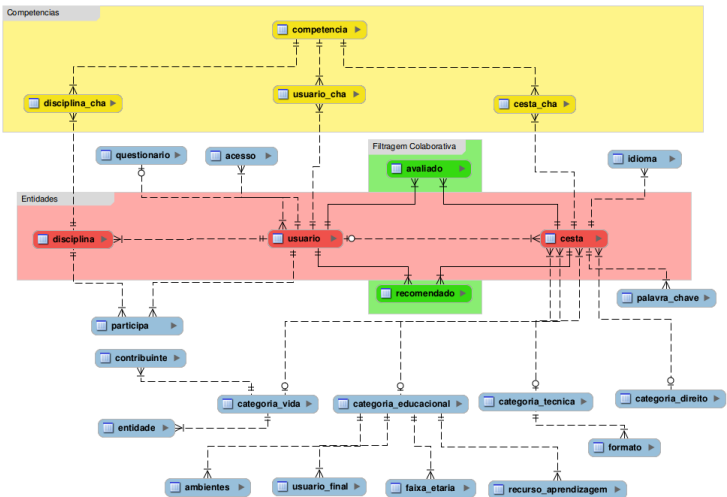 Competencias
competencia
disciplina_cha
usuario_cha
cesta_cha
questionario
acesso
Filtragem Colaborativa
avaliado
idioma
Entidades
disciplina
usuario
cesta
recomendado
palavra_chave
participa
contribuinte
categoria_vida
categoria_educacional
categoria_tecnica
categoria_direito
entidade
formato
ambientes
usuario_final
faixa_etaria
recurso_aprendizagem